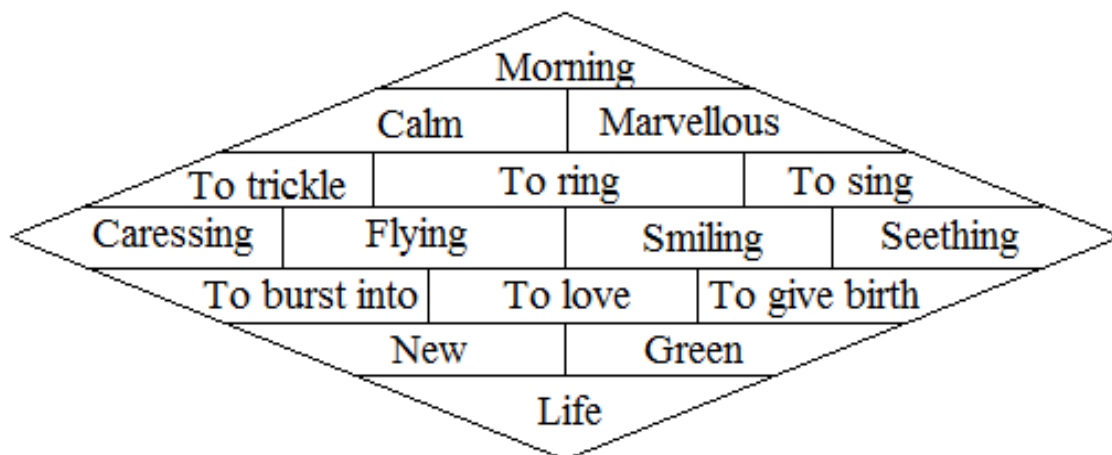 Morning
Calm Marvellous
To trickle To ring To sing
Caressing Flying Smiling Seething
To burst into To love To give birth
New Green
Life